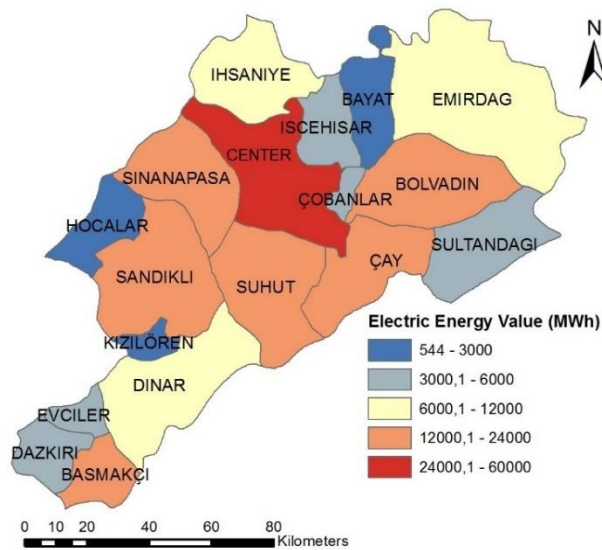 N
IHSANIYE
BAYAT
EMIRDAG
ISCEHISAR
CENTER
SINANAPASA
ÇOBANLAR
BOLVADIN
HOCALAR
SULTANDAGI
ÇAY
SANDIKLI
SUHUT
KIZILÖREN
DINAR
EVCILER
DAZKIRI
BASMAKÇI
Electric Energy Value (MWh)
544 - 3000
3000,1 - 6000
6000,1 - 12000
12000,1 - 24000
24000,1 - 60000
0 10 20 40 60 80
Kilometers